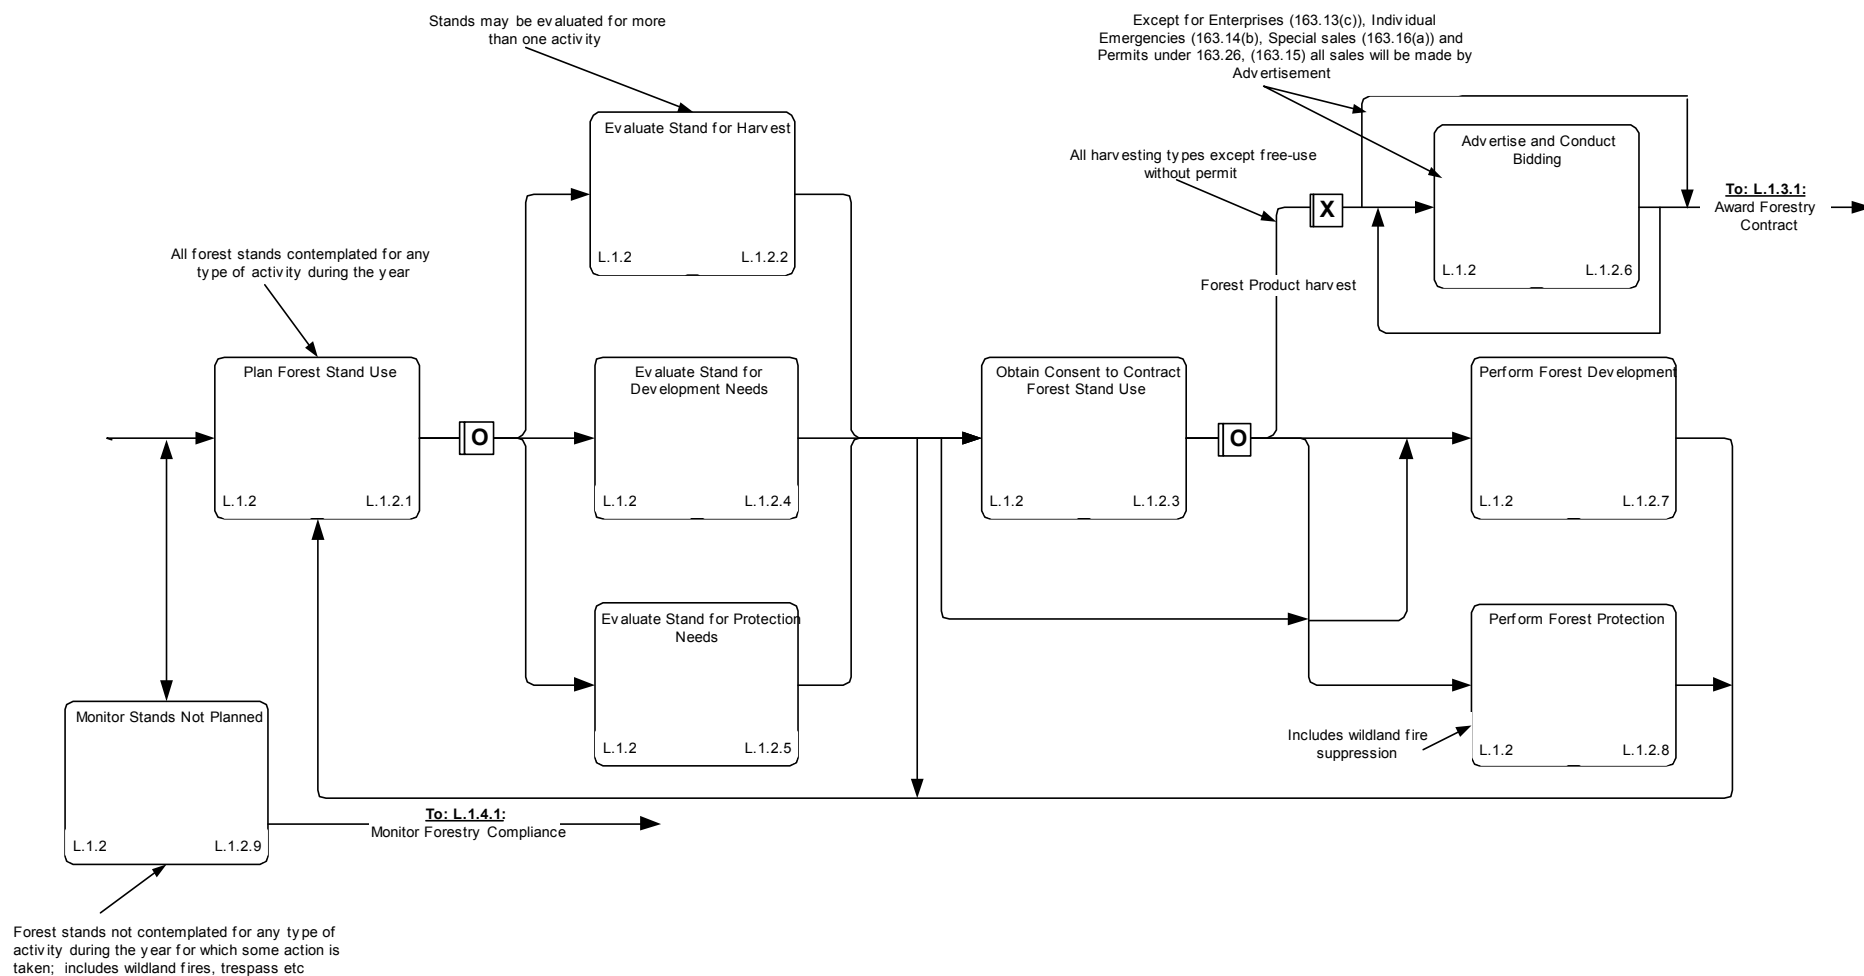 Stands may be evaluated for more
than one activity
Except for Enterprises (163.13(c)), Individual
Emergencies (163.14(b), Special sales (163.16(a)) and
Permits under 163.26, (163.15) all sales will be made by
Advertisement
Evaluate Stand for Harvest
L.1.2
L.1.2.2
All harvesting types except free-use
without permit
X
Advertise and Conduct
Bidding
L.1.2
L.1.2.6
To: L.1.3.1:
Award Forestry
Contract
All forest stands contemplated for any
type of activity during the year
Forest Product harvest
Plan Forest Stand Use
L.1.2
L.1.2.1
O
Evaluate Stand for
Development Needs
L.1.2
L.1.2.4
Obtain Consent to Contract
Forest Stand Use
L.1.2
L.1.2.3
O
Perform Forest Development
L.1.2
L.1.2.7
Evaluate Stand for Protection
Needs
L.1.2
L.1.2.5
Perform Forest Protection
L.1.2
L.1.2.8
Includes wildland fire
suppression
Monitor Stands Not Planned
L.1.2
L.1.2.9
To: L.1.4.1:
Monitor Forestry Compliance
Forest stands not contemplated for any type of
activity during the year for which some action is
taken; includes wildland fires, trespass etc